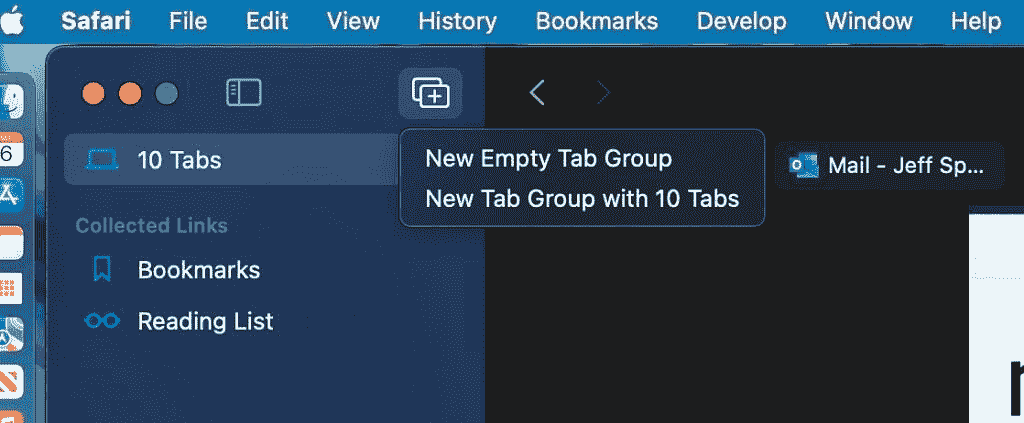 Safari File Edit View History Bookmarks Develop Window Help
6
10 Tabs
New Empty Tab Group
New Tab Group with 10 Tabs
Mail - Jeff Sp...
Collected Links
Bookmarks
Reading List